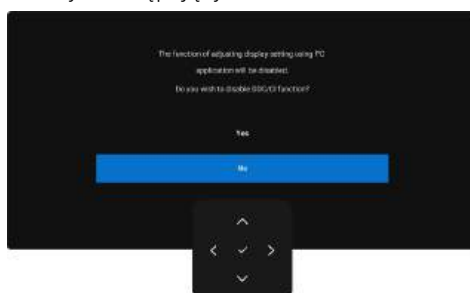 The function of adjusting display setting using PC
application will be disabled.
Do you wish to disable DDC/CI function?
Yes
No